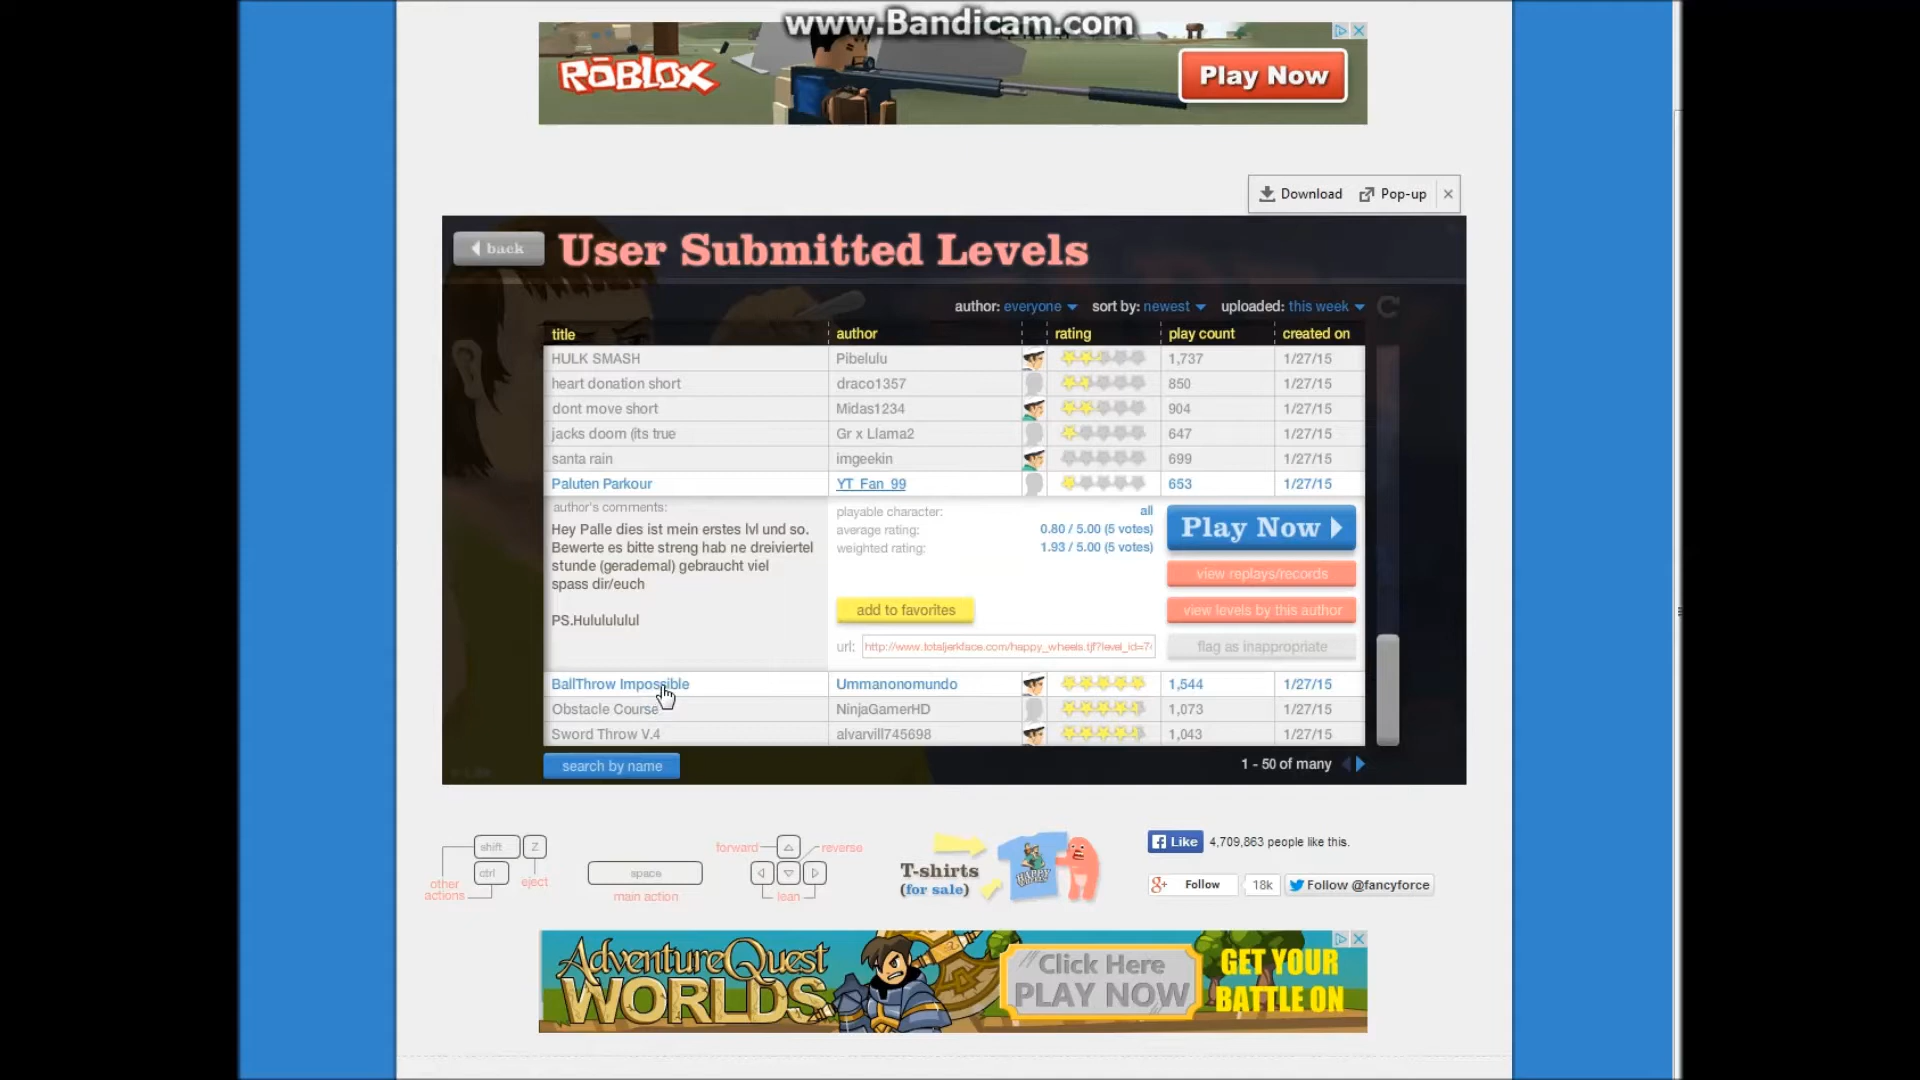 www.Bandicam.com
ROBLOX
Play Now
Download
Pop-up
back
User Submitted Levels
author: everyone
sort by: newest
uploaded: this week
title author rating play count created on
HULK SMASH Pibelulu 1,737 1/27/15
heart donation short draco1357 850 1/27/15
dont move short Midas1234 904 1/27/15
jacks doom (its true Gr x Llama2 647 1/27/15
santa rain imgeekin 699 1/27/15
Paluten Parkour YT_Fan_99 653 1/27/15
author's comments:
Hey Palle dies ist mein erstes lvl und so.
Bewerte es bitte streng hab ne dreiviertel
stunde (gerademal) gebraucht viel
spass dir/euch
PS.Hulululului
playable character: all
average rating: 0.80 / 5.00 (5 votes)
weighted rating: 1.93 / 5.00 (5 votes)
add to favorites
url: http://www.totaljerkface.com/happy_wheels.tjf?level_id=7
Play Now
view replays/records
view levels by this author
flag as inappropriate
BallThrow Impossible Ummanonomundo 1,544 1/27/15
Obstacle Course NinjaGamerHD 1,073 1/27/15
Sword Throw V.4 alvarvill745698 1,043 1/27/15
search by name
1 - 50 of many
shift Z
ctrl
other
actions
eject
space
main action
forward
reverse
lean
T-shirts
(for sale)
HAPPY
Like 4,709,863 people like this.
g+ Follow 18k Follow @fancyforce
AdventureQuest
WORLDS
Click Here
PLAY NOW
GET YOUR
BATTLE ON